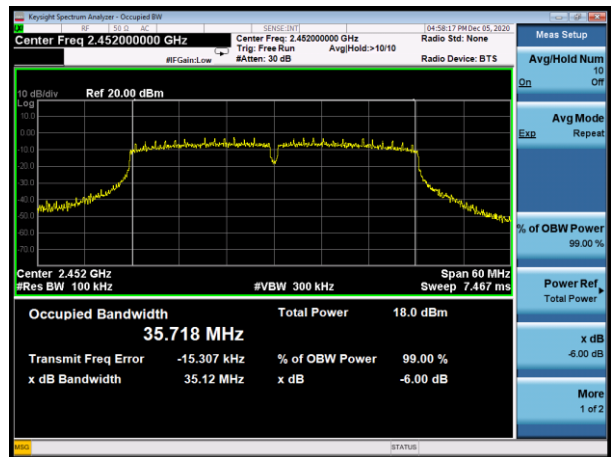 Keysight Spectrum Analyzer - Occupied BW
RF 50 Ω AC SENSE:INT 04:58:17 PM Dec 05, 2020
Center Freq 2.452000000 GHz
Center Freq: 2.452000000 GHz
Radio Std: None
Trig: Free Run Avg|Hold:>10/10
#IFGain:Low #Atten: 30 dB Radio Device: BTS
10 dB/div Ref 20.00 dBm
Log
10.0
0.00
-10.0
-20.0
-30.0
-40.0
-50.0
-60.0
-70.0
Center 2.452 GHz Span 60 MHz
#Res BW 100 kHz #VBW 300 kHz Sweep 7.467 ms
Occupied Bandwidth Total Power 18.0 dBm
35.718 MHz
Transmit Freq Error -15.307 kHz % of OBW Power 99.00 %
x dB Bandwidth 35.12 MHz x dB -6.00 dB
Meas Setup
Avg/Hold Num
10
On Off
Avg Mode
Exp Repeat
% of OBW Power
99.00 %
Power Ref
Total Power
x dB
-6.00 dB
More
1 of 2
MSG STATUS